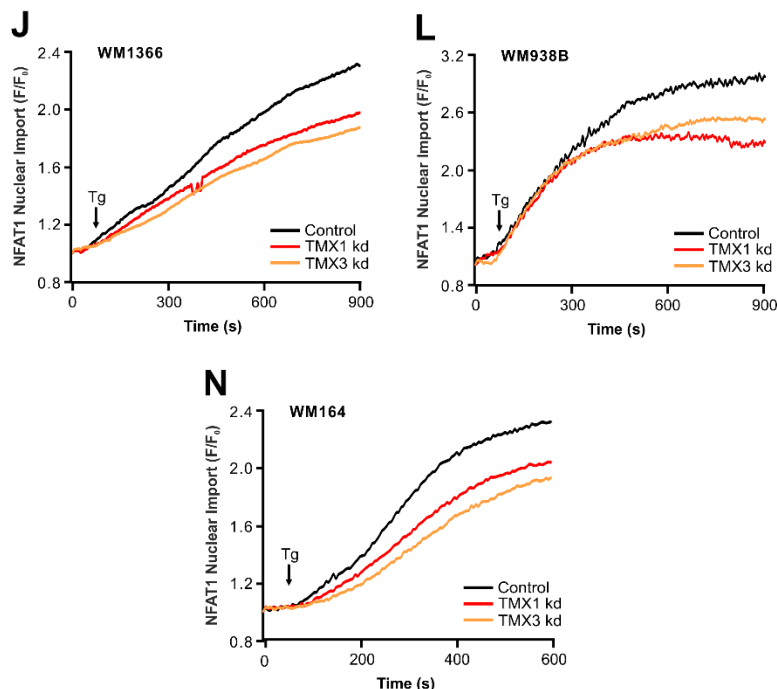 J
WM1366
NFAT1 Nuclear Import (F/F₀)
2.4
2.0
1.6
1.2
0.8
Tg
Control
TMX1 kd
TMX3 kd
0
300
600
900
Time (s)
L
WM938B
NFAT1 Nuclear Import (F/F₀)
3.2
2.6
2.0
1.4
0.8
Tg
Control
TMX1 kd
TMX3 kd
0
300
600
900
Time (s)
N
WM164
NFAT1 Nuclear Import (F/F₀)
2.4
2.0
1.6
1.2
0.8
Tg
Control
TMX1 kd
TMX3 kd
0
200
400
600
Time (s)